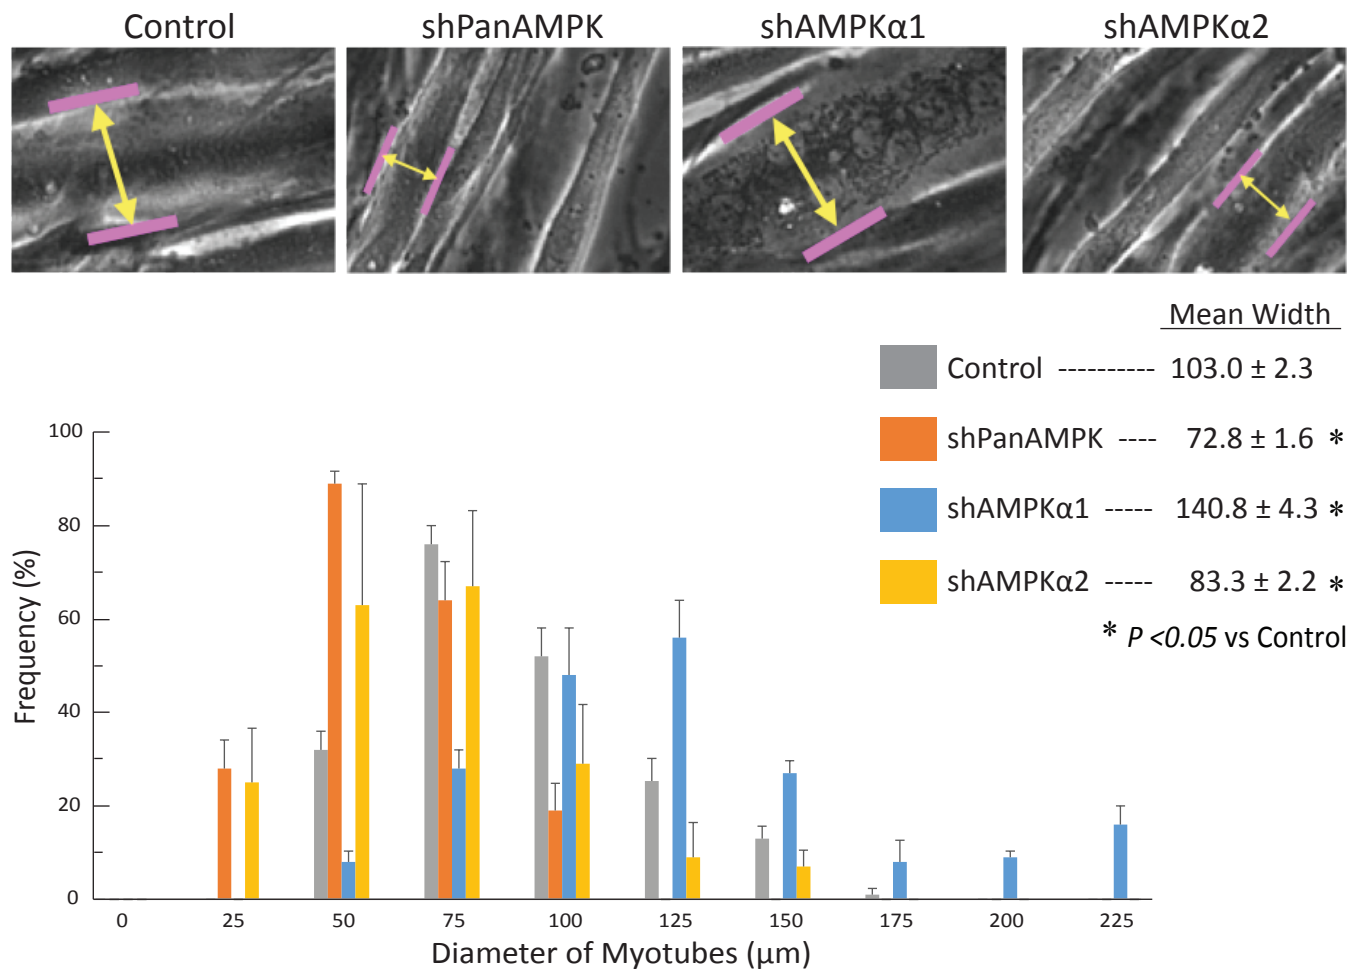 Control shPanAMPK shAMPKα1 shAMPKα2
Mean Width
Control ---------- 103.0 ± 2.3
shPanAMPK ---- 72.8 ± 1.6 *
shAMPKα1 ----- 140.8 ± 4.3 *
shAMPKα2 ----- 83.3 ± 2.2 *
* P <0.05 vs Control
Frequency (%)
100
80
60
40
20
0
0 25 50 75 100 125 150 175 200 225
Diameter of Myotubes (µm)